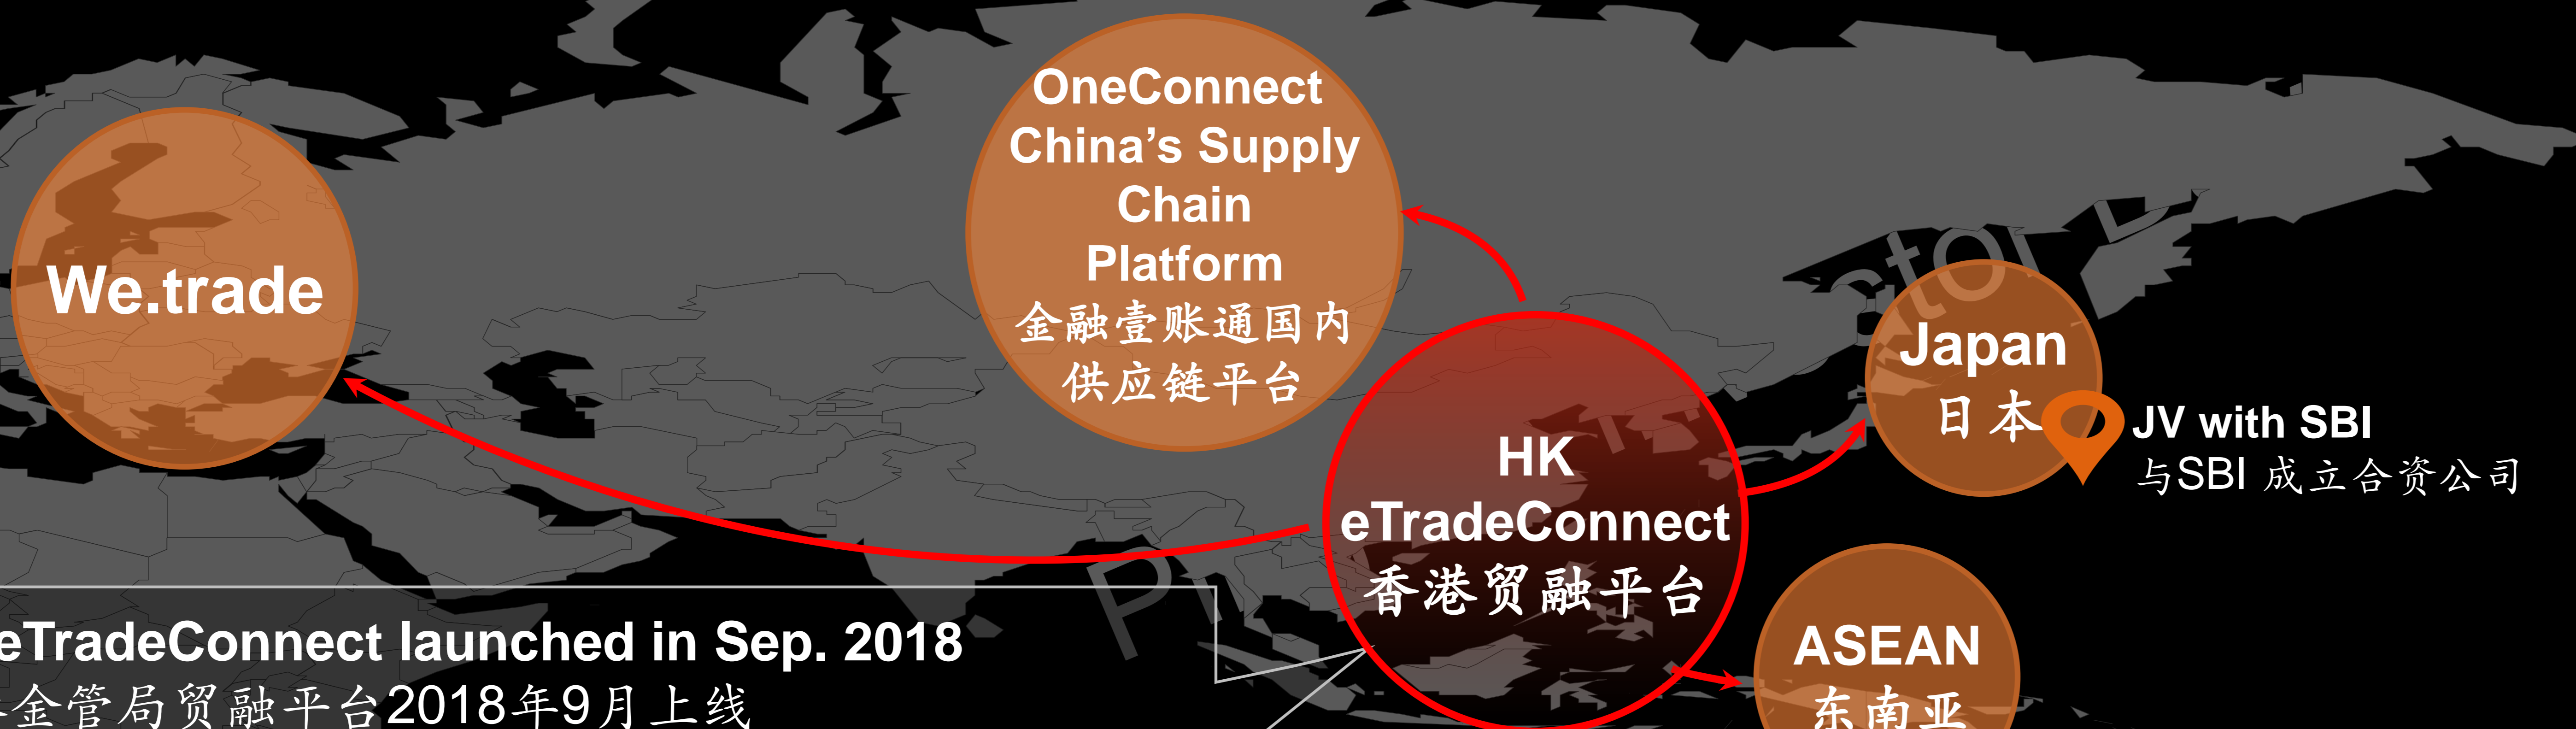 OneConnect
China's Supply
Chain
Platform
金融壹账通国内
供应链平台
We.trade
Japan
日本
JV with SBI
与SBI 成立合资公司
HK
eTradeConnect
香港贸融平台
eTradeConnect launched in Sep. 2018
金管局贸融平台2018年9月上线
ASEAN
东南亚